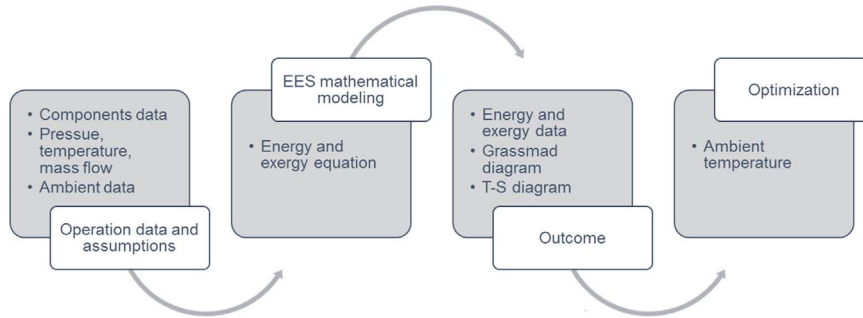 • Components data
• Pressue,
temperature,
mass flow
• Ambient data
Operation data and
assumptions
EES mathematical
modeling
• Energy and
exergy equation
• Energy and
exergy data
• Grassmad
diagram
• T-S diagram
Outcome
Optimization
• Ambient
temperature